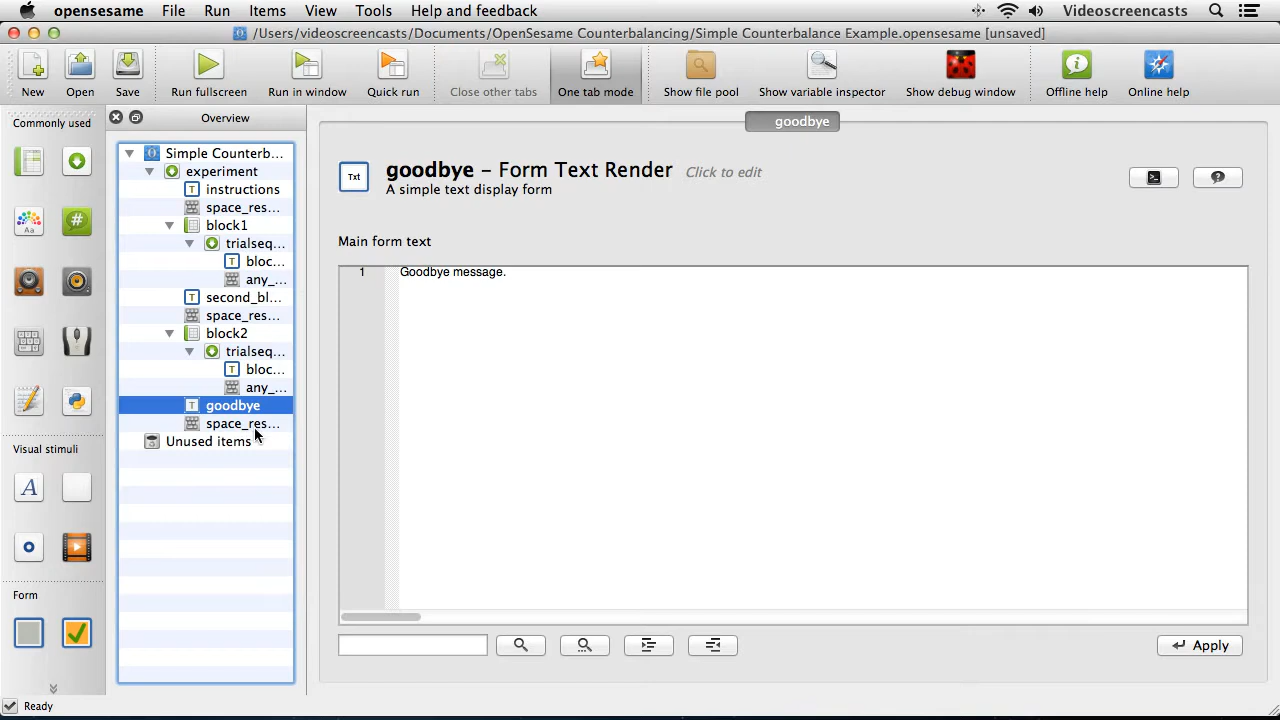 opensesame File Run Items View Tools Help and feedback Videoscreencasts
/Users/videoscreencasts/Documents/OpenSesame Counterbalancing/Simple Counterbalance Example.opensesame [unsaved]
New Open Save Run fullscreen Run in window Quick run Close other tabs One tab mode Show file pool Show variable inspector Show debug window Offline help Online help
Commonly used
Aa
#
Visual stimuli
A
Form
Overview
Simple Counterb...
experiment
T instructions
space_res...
block1
trialseq...
T bloc...
any_...
T second_bl...
space_res...
block2
trialseq...
T bloc...
any_...
T goodbye
space_res...
Unused items
goodbye
Txt
goodbye – Form Text Render Click to edit
A simple text display form
Main form text
1 Goodbye message.
Apply
Ready